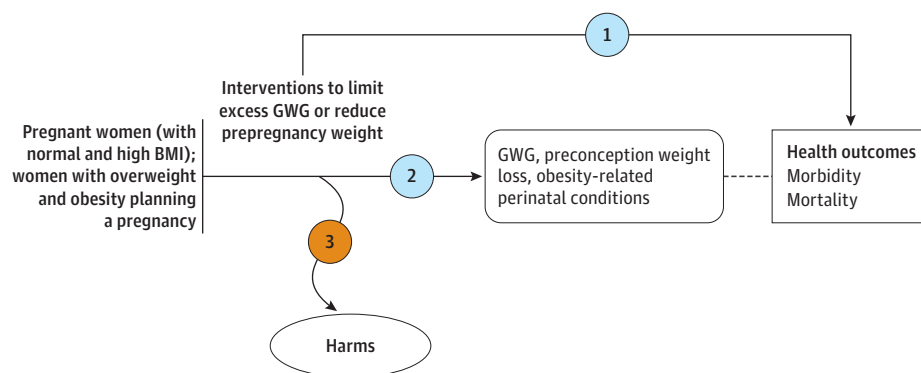 1
Interventions to limit
excess GWG or reduce
prepregnancy weight
Pregnant women (with
normal and high BMI);
women with overweight
and obesity planning
a pregnancy
2
GWG, preconception weight
loss, obesity-related
perinatal conditions
Health outcomes
Morbidity
Mortality
3
Harms